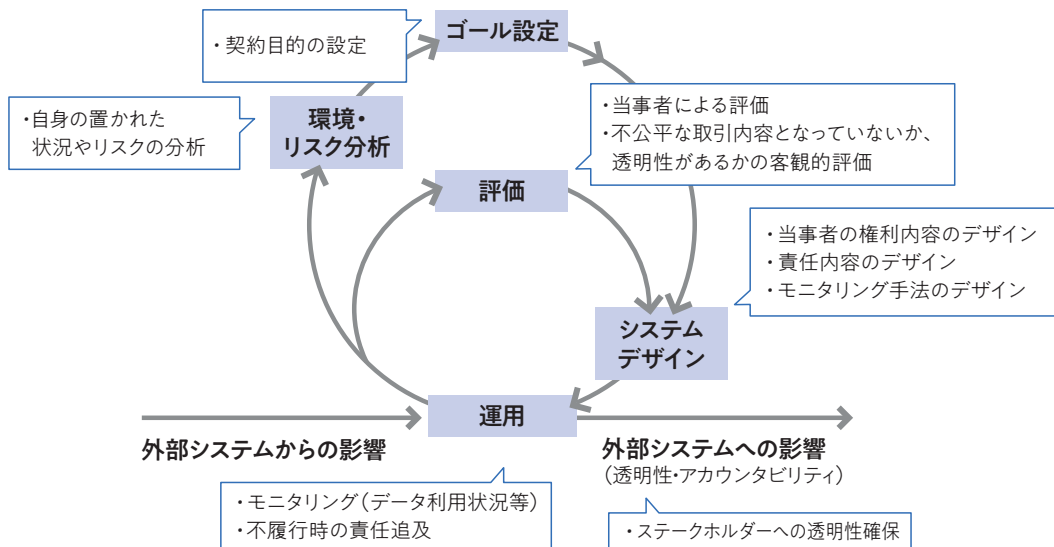 ゴール設定
・契約目的の設定
環境・
リスク分析
・自身の置かれた
状況やリスクの分析
・当事者による評価
・不公平な取引内容となっていないか、
透明性があるかの客観的評価
評価
・当事者の権利内容のデザイン
・責任内容のデザイン
・モニタリング手法のデザイン
システム
デザイン
運用
外部システムからの影響
外部システムへの影響
(透明性・アカウンタビリティ)
・モニタリング(データ利用状況等)
・不履行時の責任追及
・ステークホルダーへの透明性確保